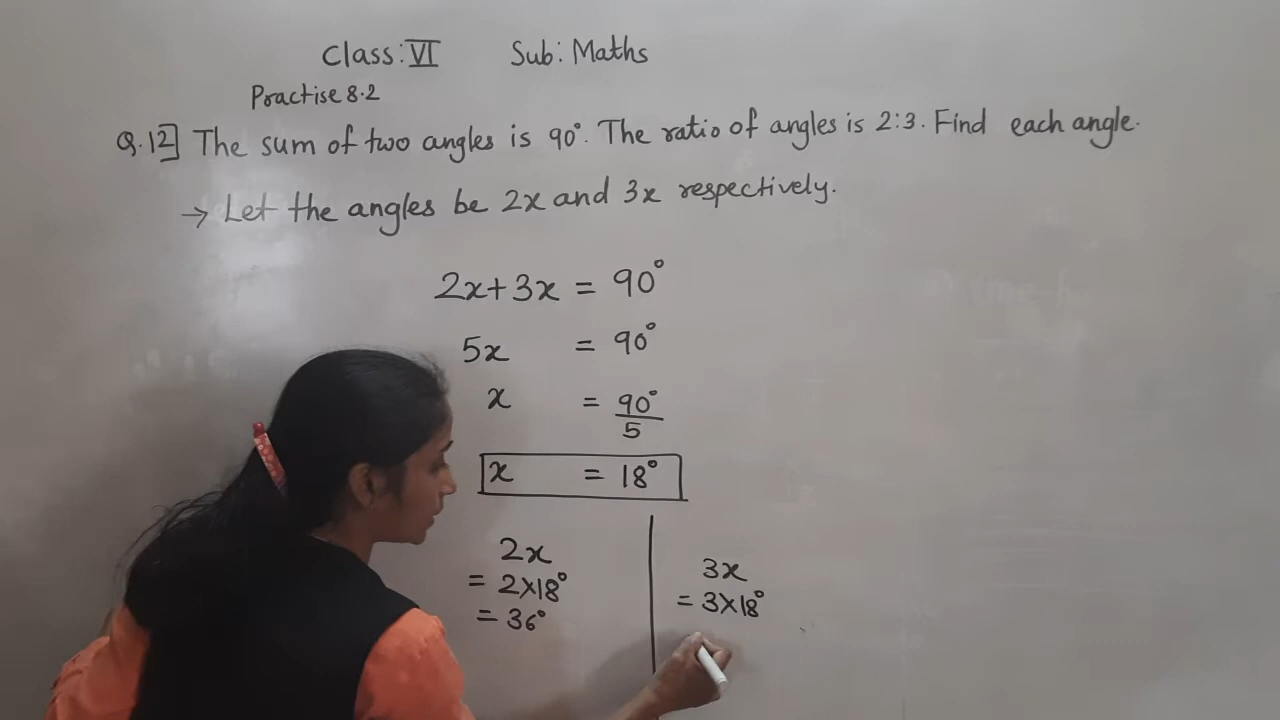 Class: VI Sub: Maths
Practise 8.2
Q.12] The sum of two angles is 90°. The ratio of angles is 2:3. Find each angle.
→ Let the angles be 2x and 3x respectively.
2x+3x = 90°
5x = 90°
x = 90°/5
x = 18°
2x
= 2×18°
= 36°
3x
= 3×18°